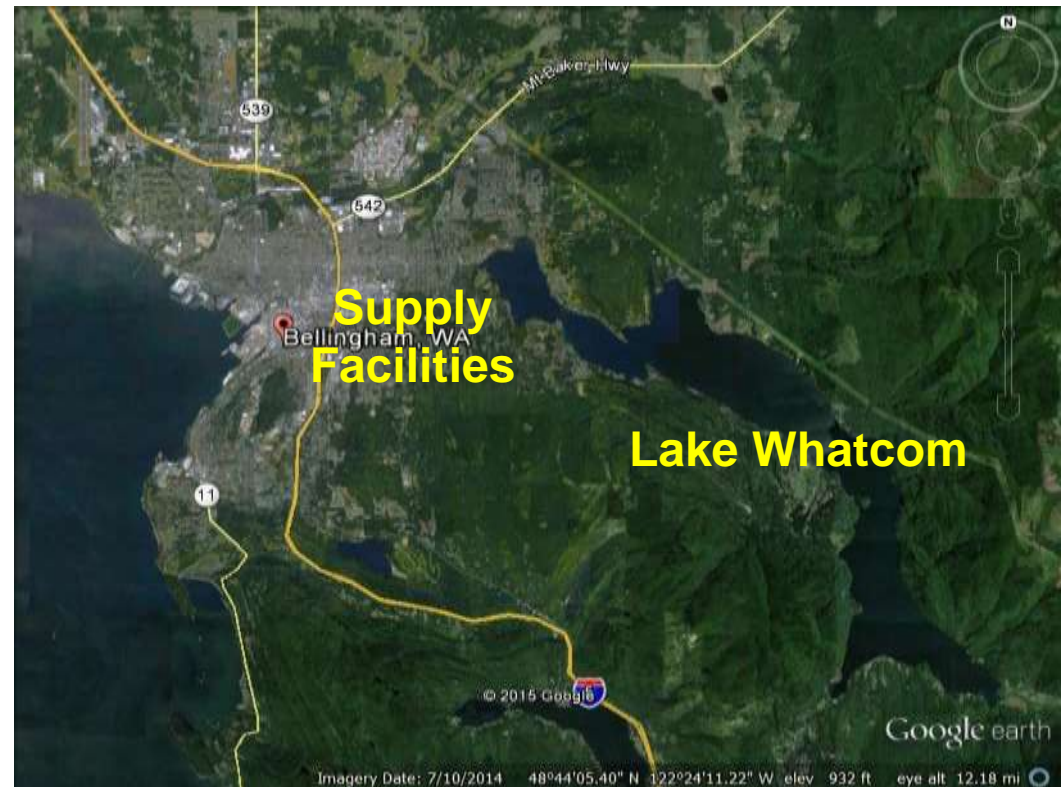 N
Mt-Baker-Hwy
539
542
Supply
Bellingham, WA
Facilities
Lake Whatcom
11
5
© 2015 Google
Google earth
Imagery Date: 7/10/2014 48°44'05.40" N 122°24'11.22" W elev 932 ft eye alt 12.18 mi